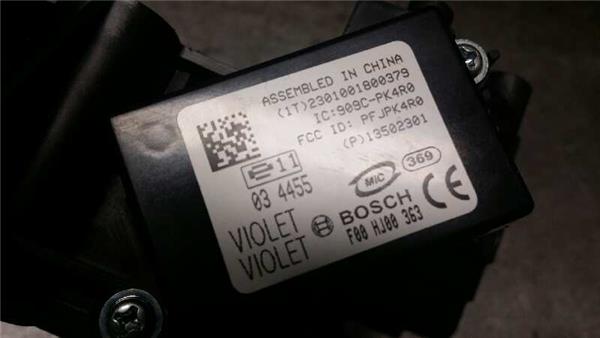 ASSEMBLED IN CHINA
(1T)2301001800379
IC:909C-PK4R0
FCC ID: PFJPK4R0
(P)13502301
e11
03 4455
MIC
369
VIOLET
VIOLET
BOSCH
F00 HJ00 363
CE